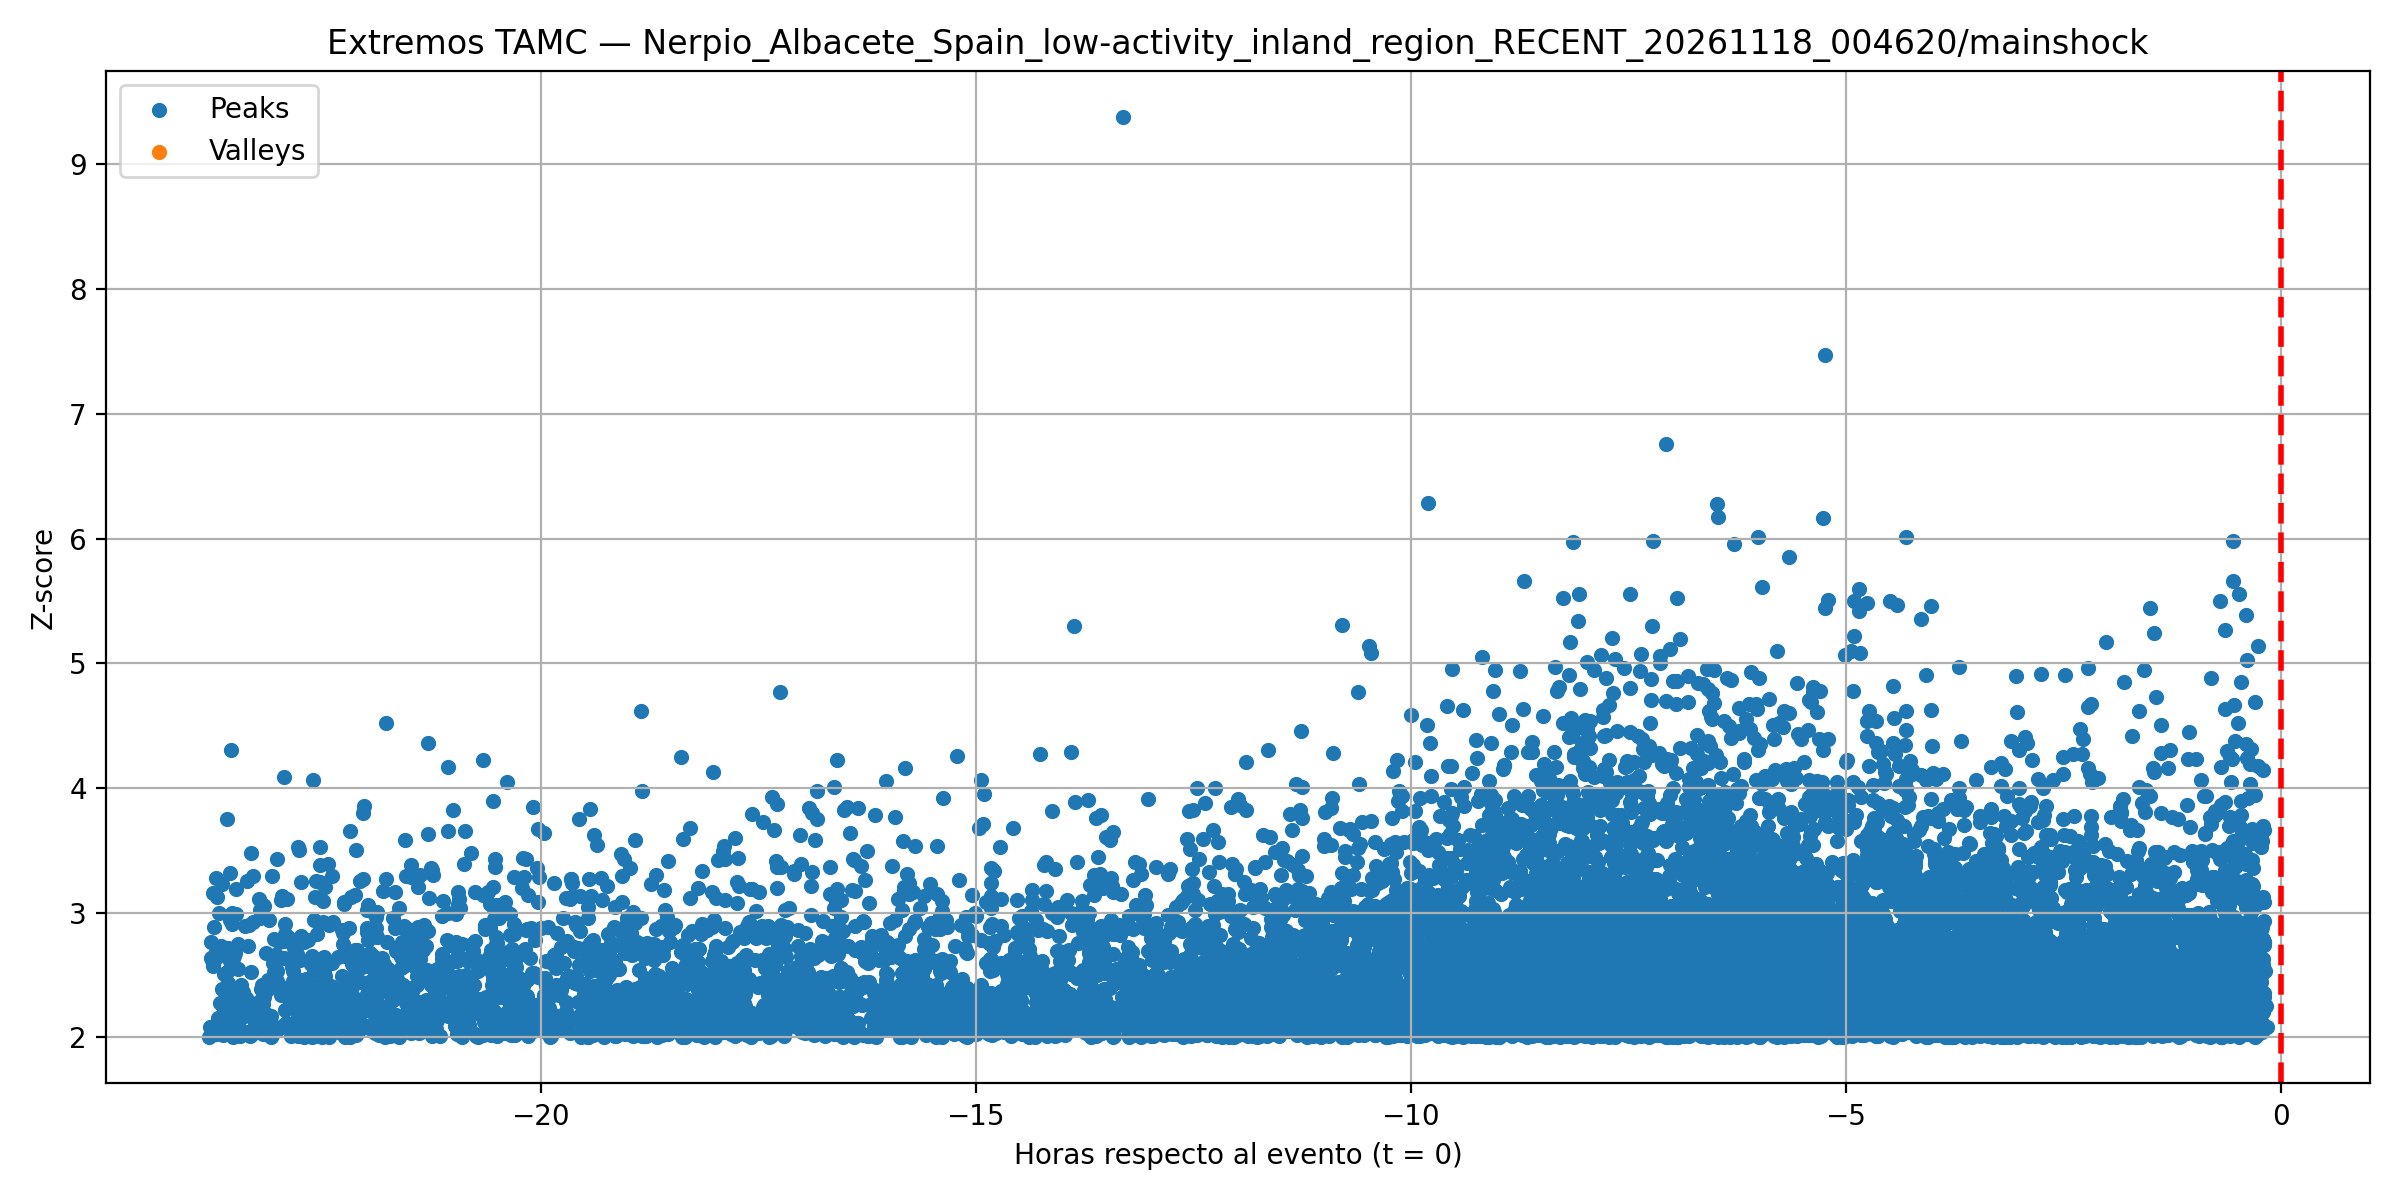 Extremos TAMC — Nerpio_Albacete_Spain_low-activity_inland_region_RECENT_20261118_004620/mainshock
Peaks
Valleys
Z-score
9
8
7
6
5
4
3
2
−20
−15
−10
−5
0
Horas respecto al evento (t = 0)